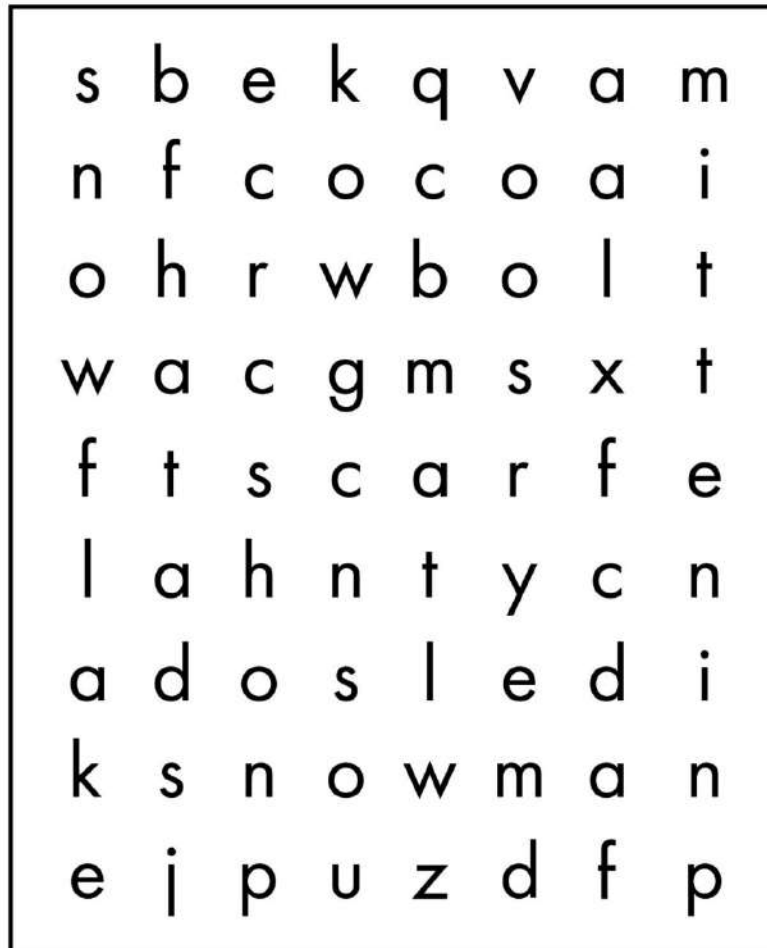 s b e k q v a m
n f c o c o a i
o h r w b o l t
w a c g m s x t
f t s c a r f e
l a h n t y c n
a d o s l e d i
k s n o w m a n
e j p u z d f p